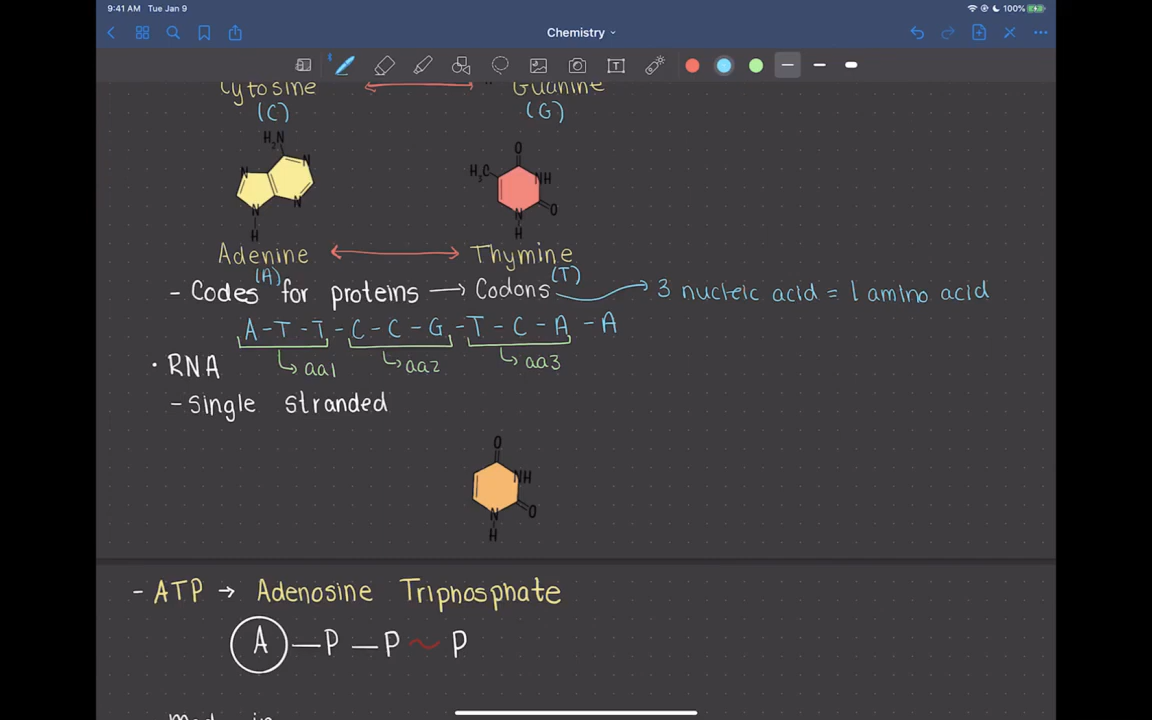 9:41 AM Tue Jan 9
100%
Chemistry
T
Cytosine Guanine
(C) (G)
H₂N
N
N
N
N
H
O
H₃C
NH
O
N
H
Adenine Thymine
(A) (T)
- Codes for proteins → Codons → 3 nucleic acid = 1 amino acid
A - T - T - C - C - G - T - C - A - A
aa1 aa2 aa3
• RNA
- Single stranded
O
NH
O
N
H
- ATP → Adenosine Triphosphate
A — P — P ~ P